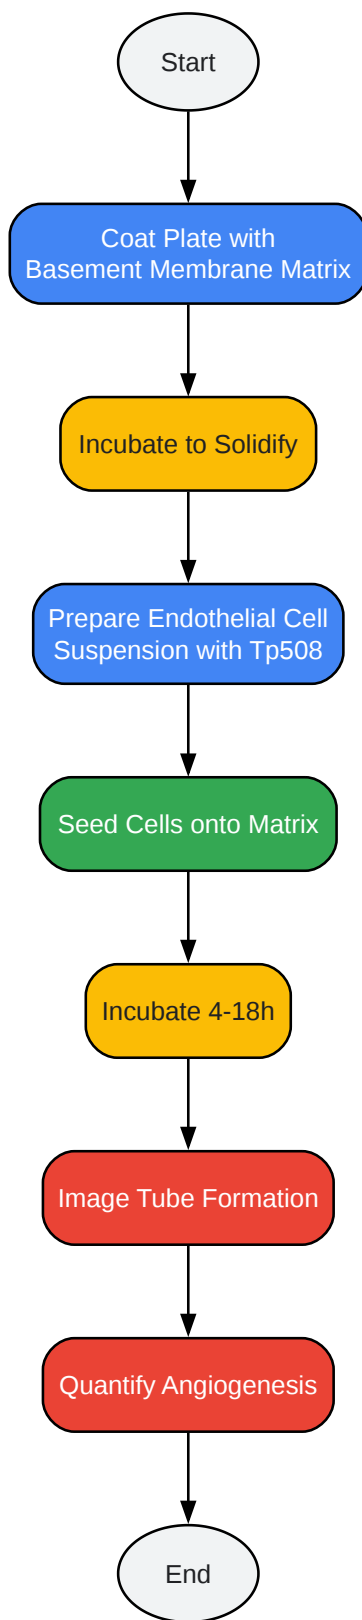 Start
Coat Plate with
Basement Membrane Matrix
Incubate to Solidify
Prepare Endothelial Cell
Suspension with Tp508
Seed Cells onto Matrix
Incubate 4-18h
Image Tube Formation
Quantify Angiogenesis
End